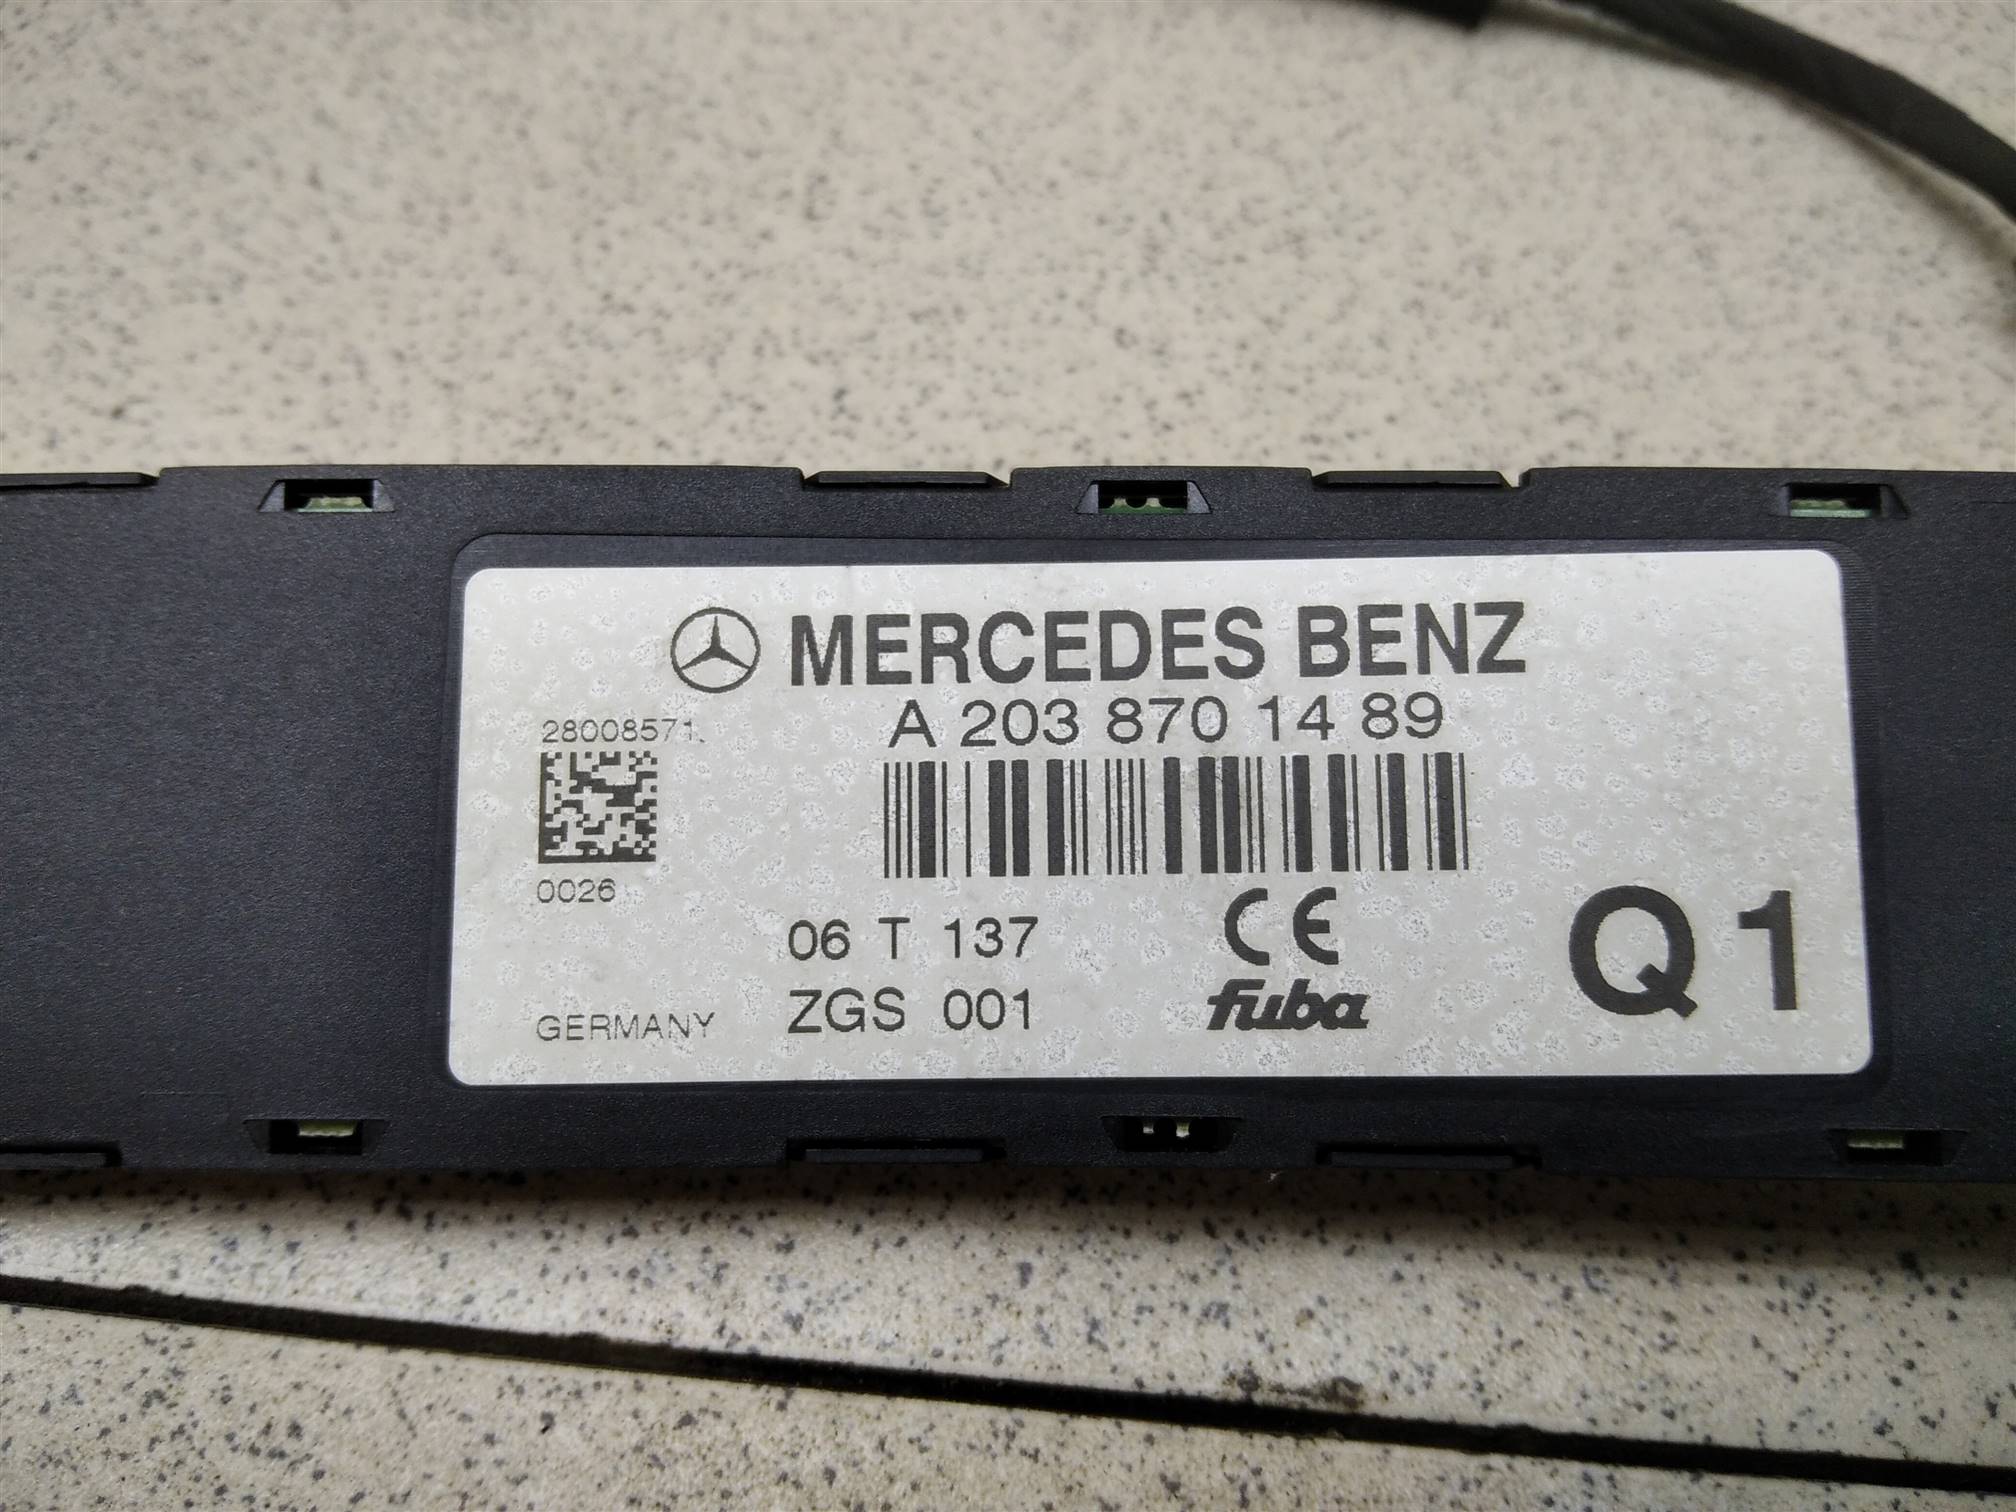 MERCEDES BENZ
A 203 870 14 89
28008571
0026
06 T 137
CE
ZGS 001
fuba
GERMANY
Q1